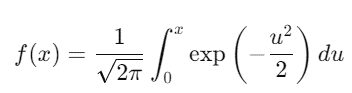 f(x) = \frac{1}{\sqrt{2\pi}} \int_0^x \exp\left(-\frac{u^2}{2}\right) du